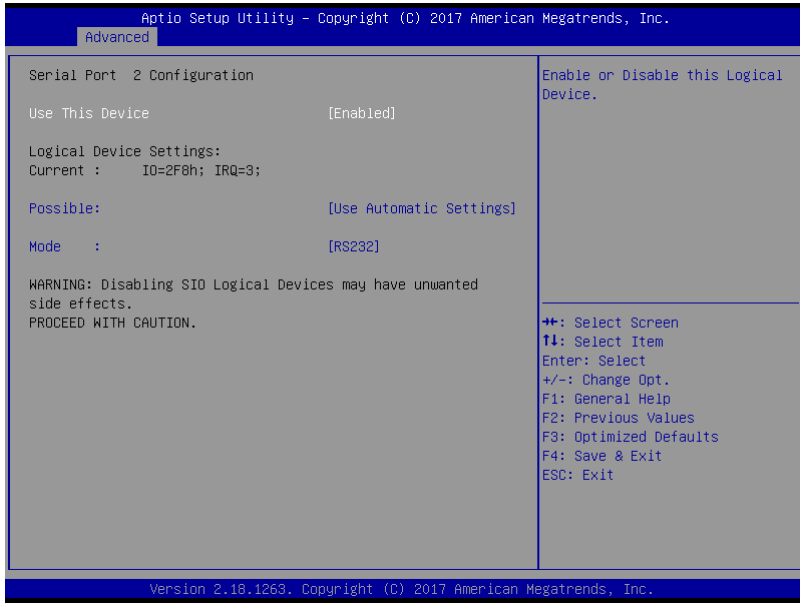 Aptio Setup Utility – Copyright (C) 2017 American Megatrends, Inc.
Advanced
Serial Port 2 Configuration
Use This Device [Enabled]
Logical Device Settings:
Current : IO=2F8h; IRQ=3;
Possible: [Use Automatic Settings]
Mode : [RS232]
WARNING: Disabling SIO Logical Devices may have unwanted
side effects.
PROCEED WITH CAUTION.
Enable or Disable this Logical
Device.
→←: Select Screen
↑↓: Select Item
Enter: Select
+/-: Change Opt.
F1: General Help
F2: Previous Values
F3: Optimized Defaults
F4: Save & Exit
ESC: Exit
Version 2.18.1263. Copyright (C) 2017 American Megatrends, Inc.